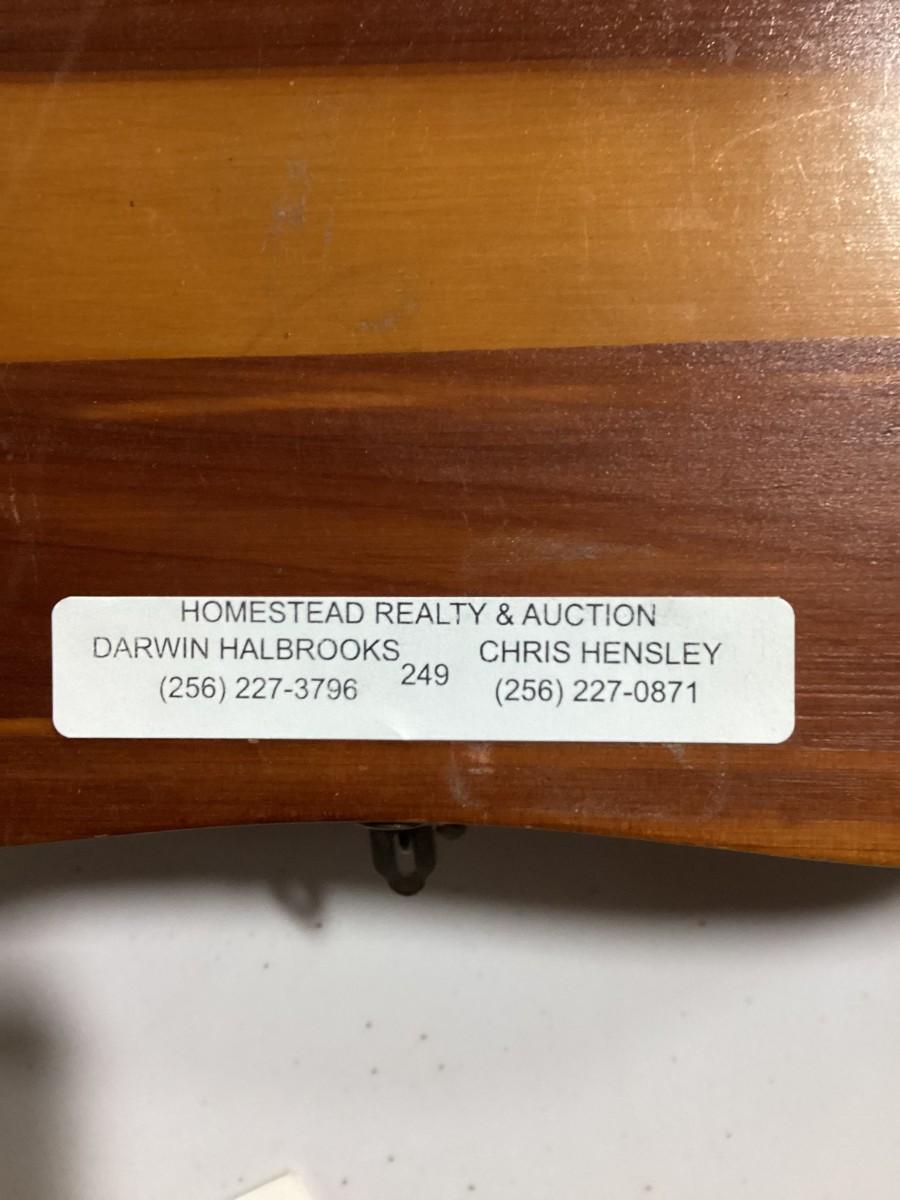 HOMESTEAD REALTY & AUCTION
DARWIN HALBROOKS CHRIS HENSLEY
(256) 227-3796 249 (256) 227-0871